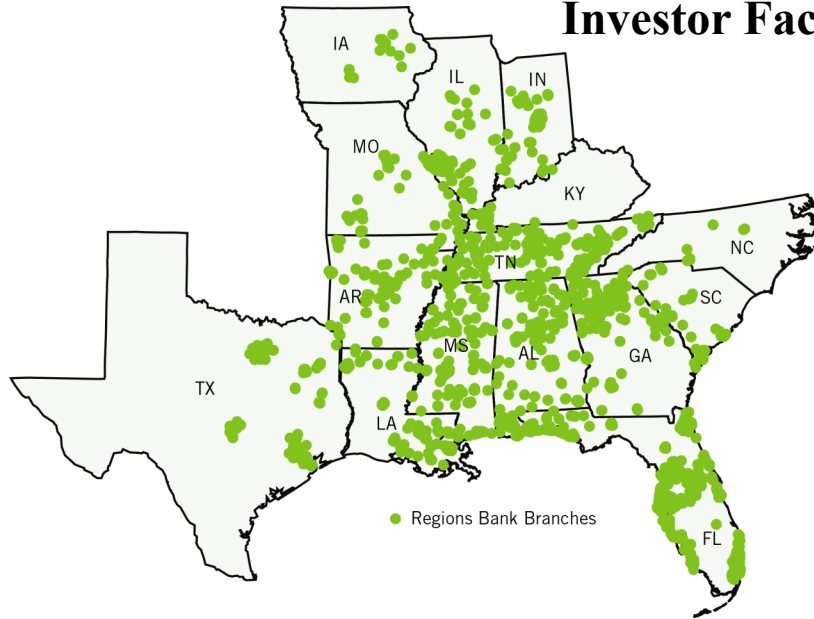 Investor Fac
IA
IL
IN
MO
KY
NC
TN
AR
SC
MS
AL
GA
TX
LA
Regions Bank Branches
FL